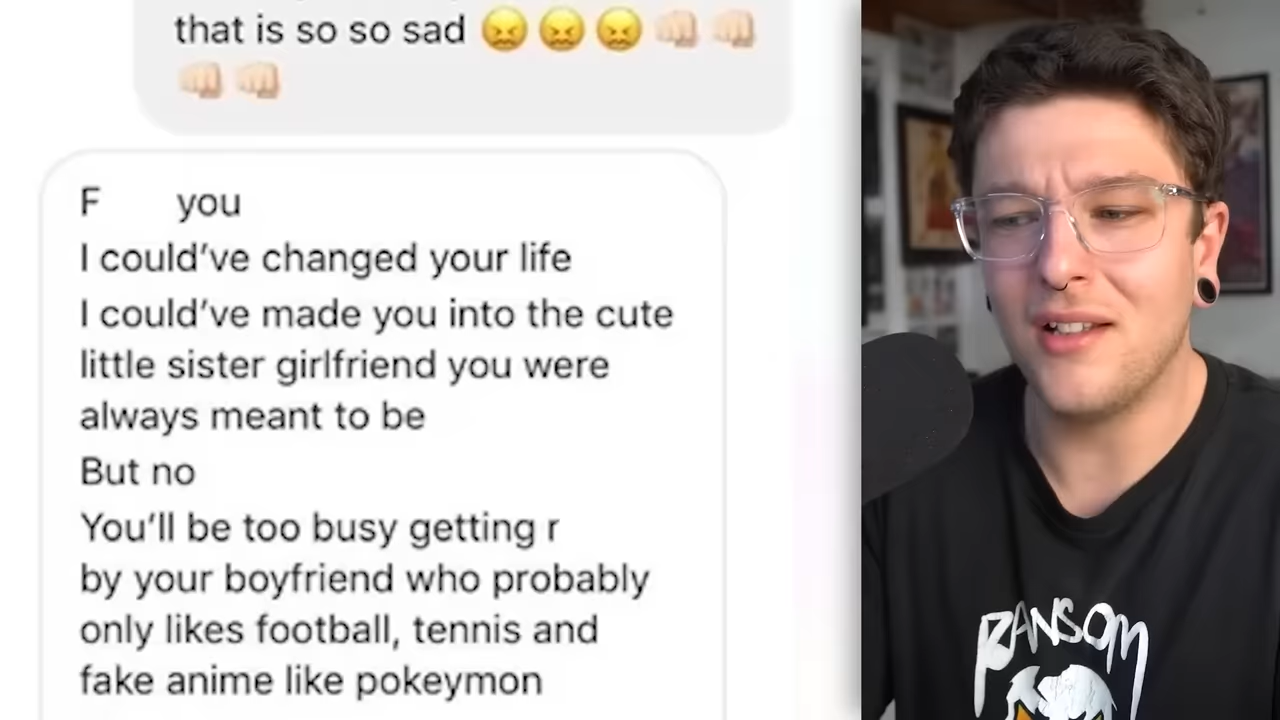 that is so so sad 😖😖😖👊🏻👊🏻
👊🏻👊🏻
F you
I could’ve changed your life
I could’ve made you into the cute
little sister girlfriend you were
always meant to be
But no
You’ll be too busy getting r
by your boyfriend who probably
only likes football, tennis and
fake anime like pokeymon
RANSOM